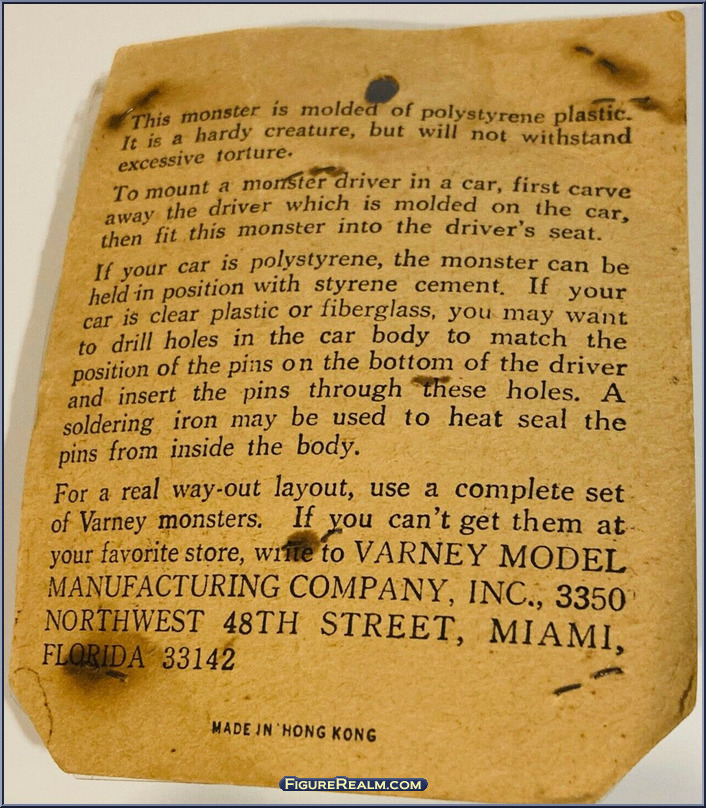 This monster is molded of polystyrene plastic.
It is a hardy creature, but will not withstand
excessive torture.
To mount a monster driver in a car, first carve
away the driver which is molded on the car,
then fit this monster into the driver's seat.
If your car is polystyrene, the monster can be
held in position with styrene cement. If your
car is clear plastic or fiberglass, you may want
to drill holes in the car body to match the
position of the pins on the bottom of the driver
and insert the pins through these holes. A
soldering iron may be used to heat seal the
pins from inside the body.
For a real way-out layout, use a complete set
of Varney monsters. If you can't get them at
your favorite store, write to VARNEY MODEL
MANUFACTURING COMPANY, INC., 3350
NORTHWEST 48TH STREET, MIAMI,
FLORIDA 33142
MADE IN HONG KONG
FIGUREREALM.COM